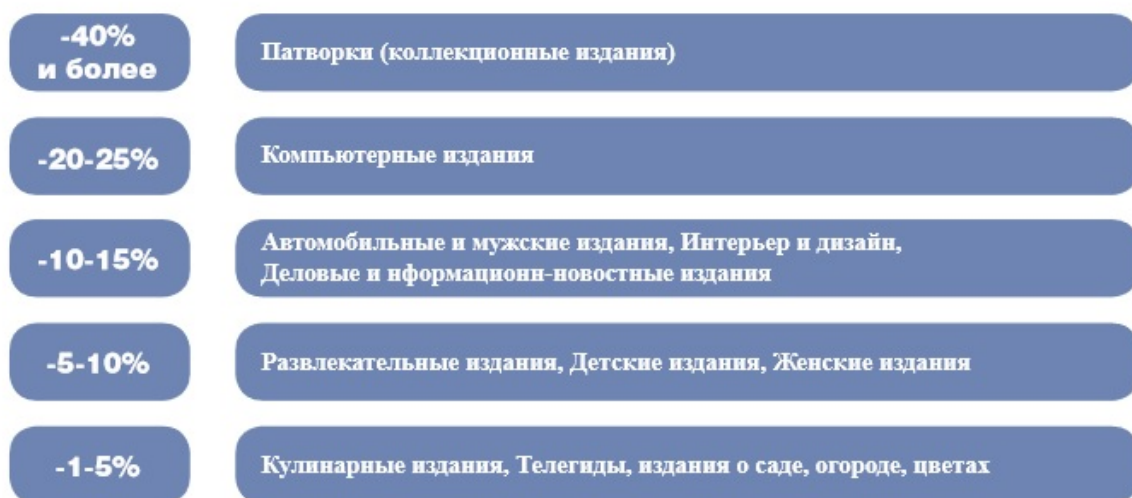 -40%
и более
Патворки (коллекционные издания)
-20-25%
Компьютерные издания
-10-15%
Автомобильные и мужские издания, Интерьер и дизайн,
Деловые и нформационн-новостные издания
-5-10%
Развлекательные издания, Детские издания, Женские издания
-1-5%
Кулинарные издания, Телегиды, издания о саде, огороде, цветах